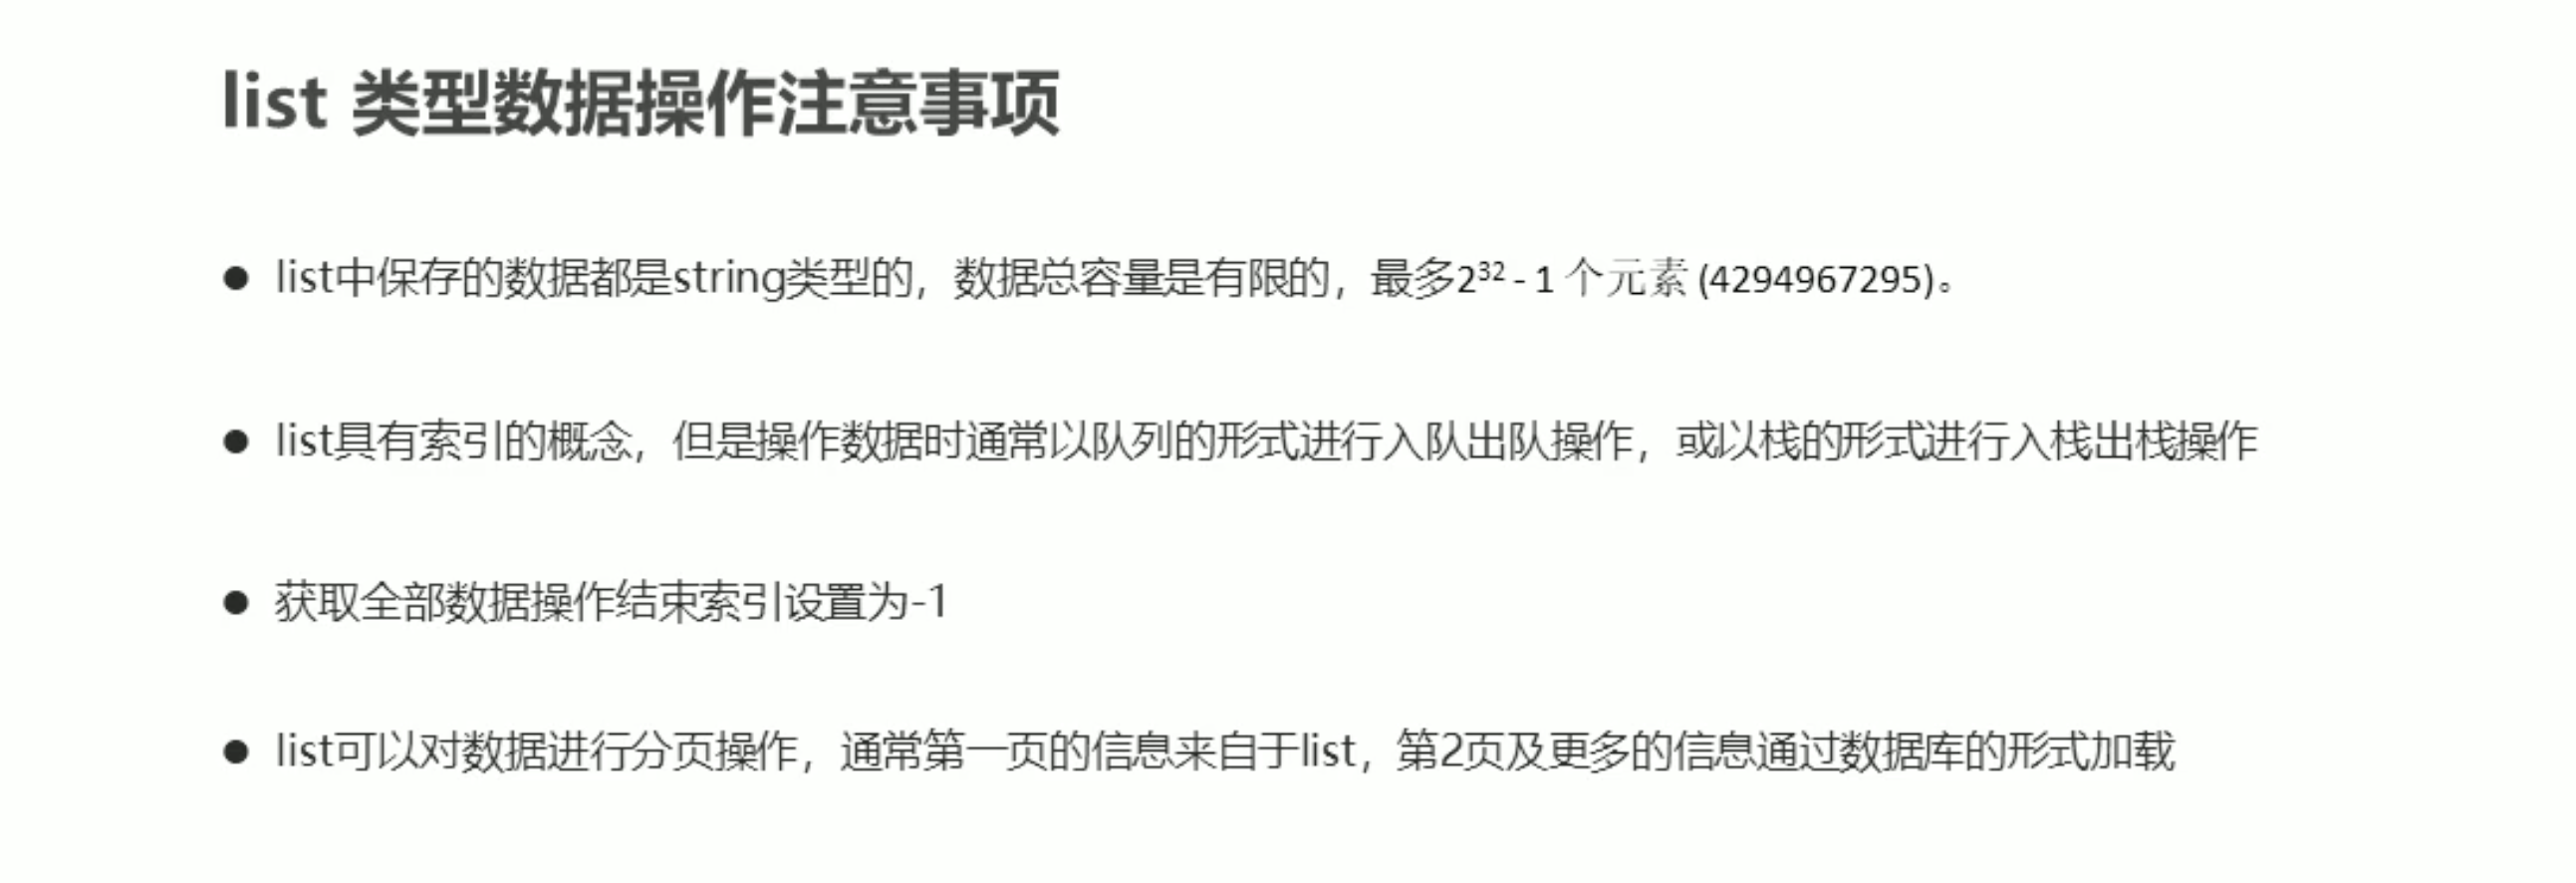 list 类型数据操作注意事项
● list中保存的数据都是string类型的，数据总容量是有限的，最多2³² - 1 个元素 (4294967295)。
● list具有索引的概念，但是操作数据时通常以队列的形式进行入队出队操作，或以栈的形式进行入栈出栈操作
● 获取全部数据操作结束索引设置为-1
● list可以对数据进行分页操作，通常第一页的信息来自于list，第2页及更多的信息通过数据库的形式加载